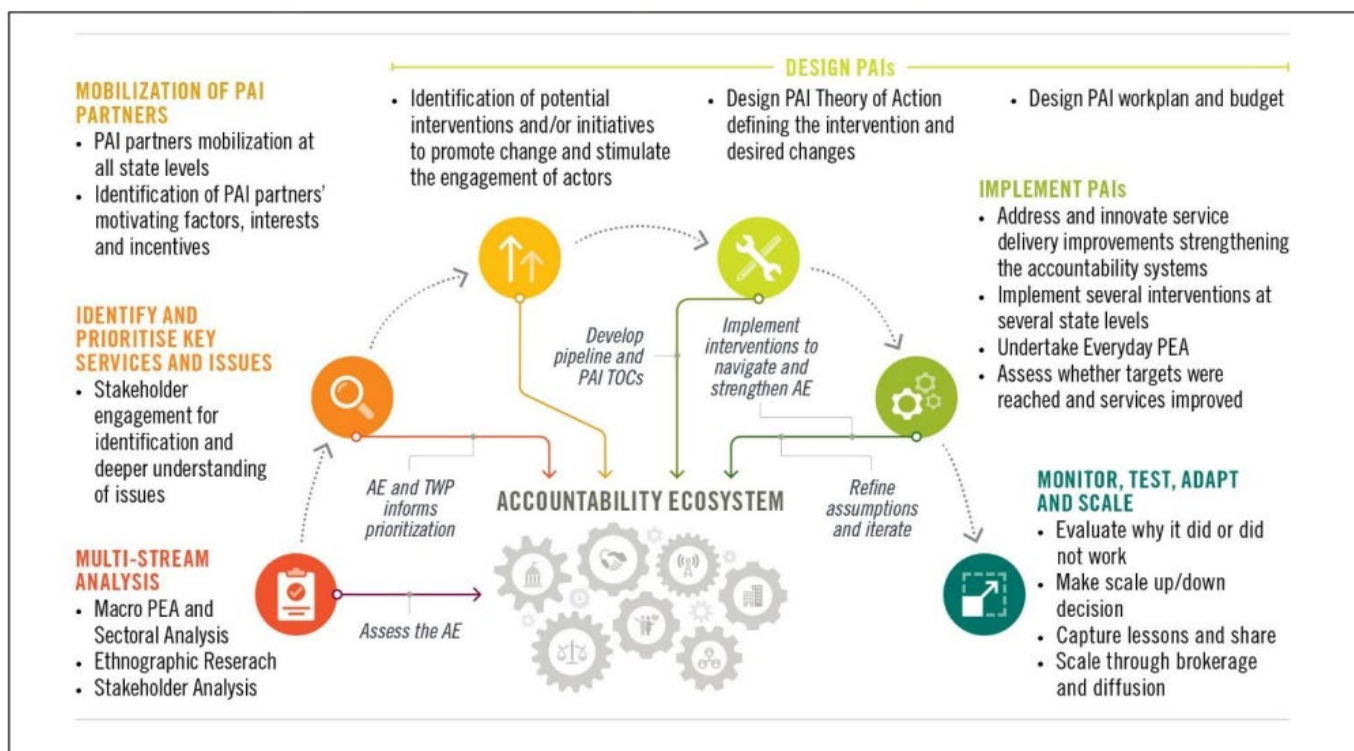 MOBILIZATION OF PAI
PARTNERS
• PAI partners mobilization at
all state levels
• Identification of PAI partners'
motivating factors, interests
and incentives
DESIGN PAIs
• Identification of potential
interventions and/or initiatives
to promote change and stimulate
the engagement of actors
• Design PAI Theory of Action
defining the intervention and
desired changes
• Design PAI workplan and budget
IMPLEMENT PAIs
• Address and innovate service
delivery improvements strengthening
the accountability systems
• Implement several interventions at
several state levels
• Undertake Everyday PEA
• Assess whether targets were
reached and services improved
IDENTIFY AND
PRIORITISE KEY
SERVICES AND ISSUES
• Stakeholder
engagement for
identification and
deeper understanding
of issues
Develop
pipeline and
PAI TOCs
Implement
interventions to
navigate and
strengthen AE
AE and TWP
informs
prioritization
ACCOUNTABILITY ECOSYSTEM
Refine
assumptions
and iterate
MULTI-STREAM
ANALYSIS
• Macro PEA and
Sectoral Analysis
• Ethnographic Reserach
• Stakeholder Analysis
Assess the AE
MONITOR, TEST, ADAPT
AND SCALE
• Evaluate why it did or did
not work
• Make scale up/down
decision
• Capture lessons and share
• Scale through brokerage
and diffusion